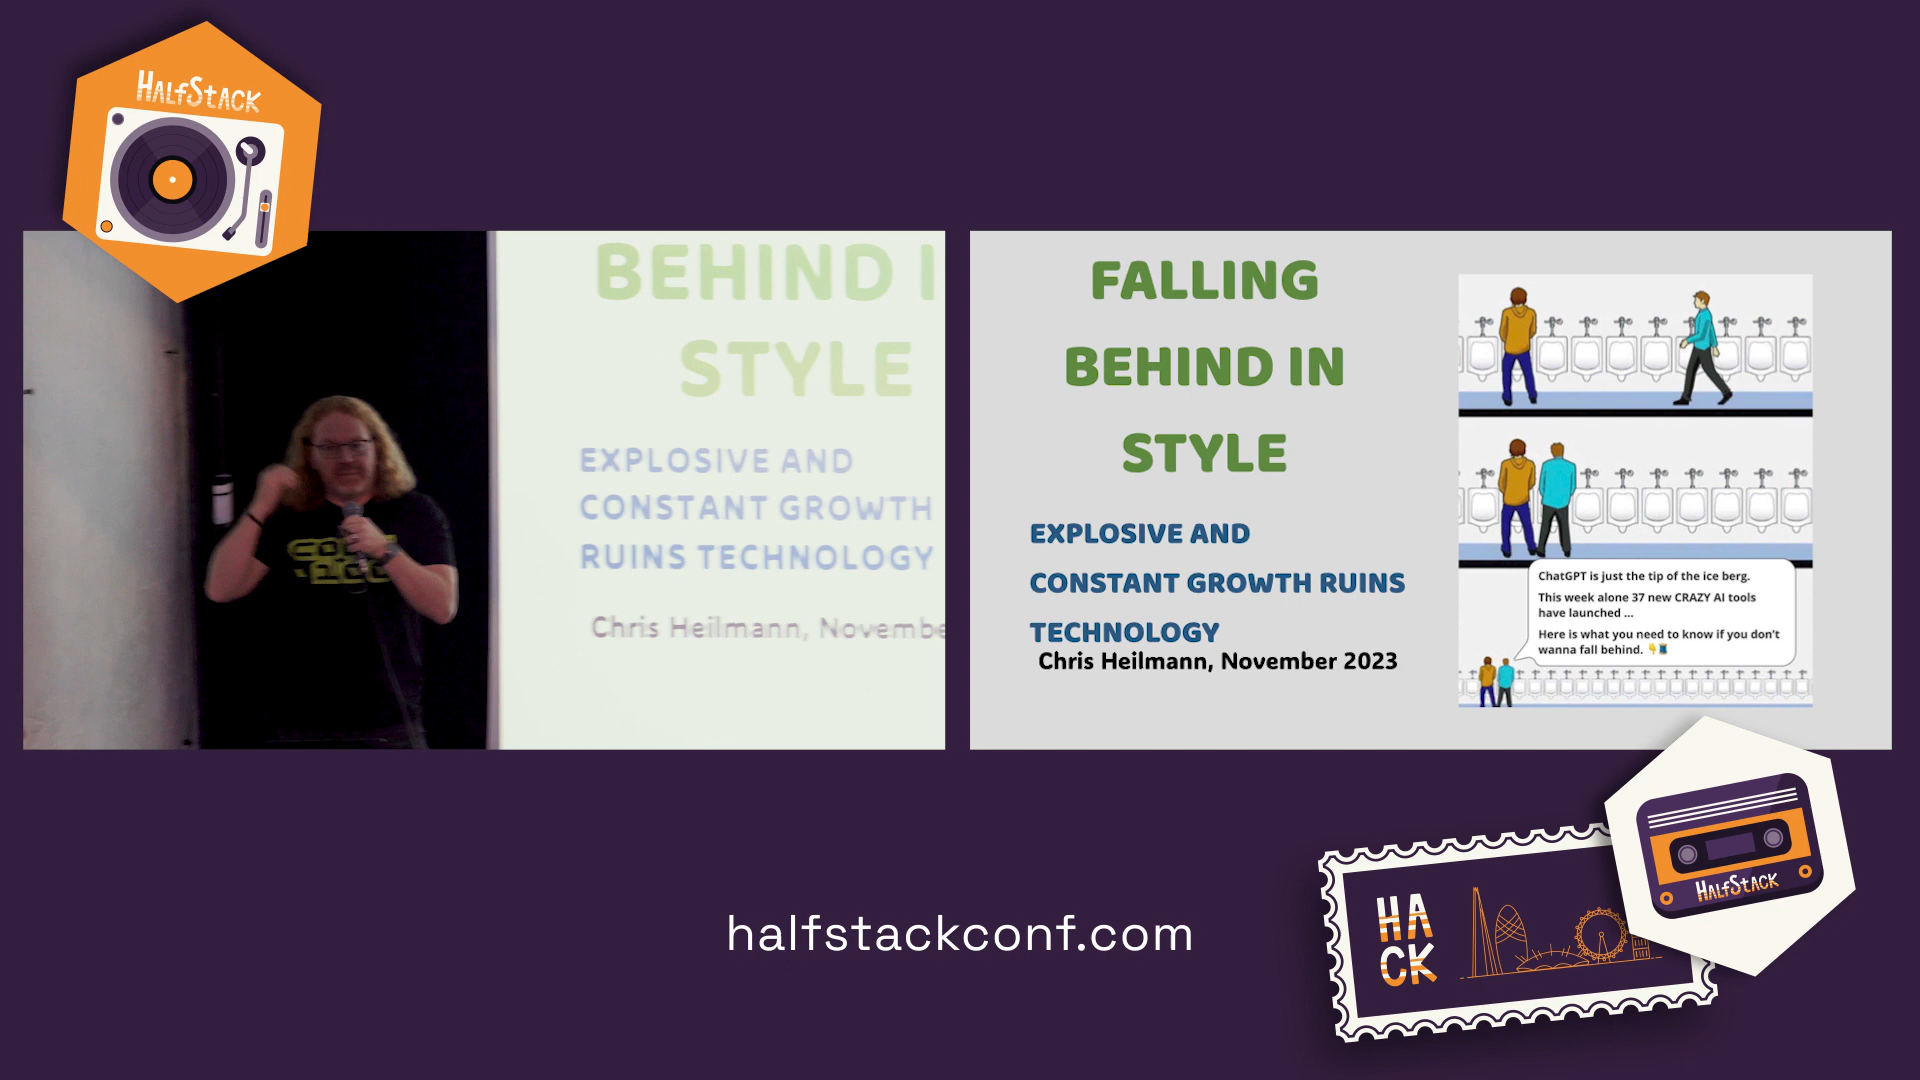 HALFSTACK
BEHIND I
STYLE
EXPLOSIVE AND
CONSTANT GROWTH
RUINS TECHNOLOGY
Chris Heilmann, Novembe
FALLING
BEHIND IN
STYLE
EXPLOSIVE AND
CONSTANT GROWTH RUINS
TECHNOLOGY
Chris Heilmann, November 2023
ChatGPT is just the tip of the ice berg.
This week alone 37 new CRAZY AI tools
have launched ...
Here is what you need to know if you don't
wanna fall behind. 👇🧵
halfstackconf.com
HA
CK
HALFSTACK